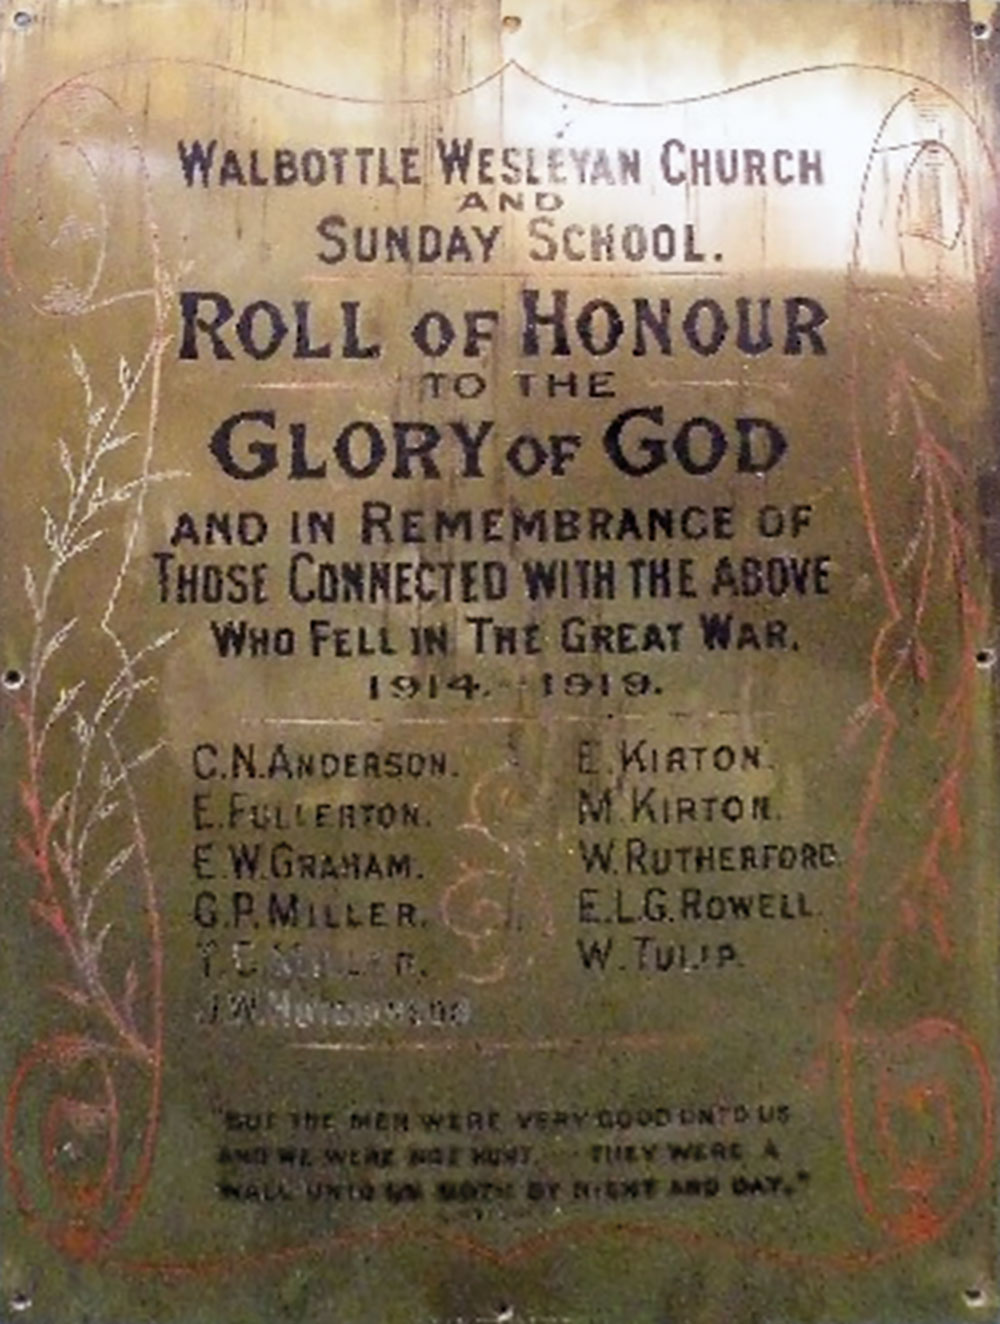 WALBOTTLE WESLEYAN CHURCH
AND
SUNDAY SCHOOL.
ROLL OF HONOUR
TO THE
GLORY OF GOD
AND IN REMEMBRANCE OF
THOSE CONNECTED WITH THE ABOVE
WHO FELL IN THE GREAT WAR.
1914. - 1919.
C.N. ANDERSON.
E. FULLERTON.
E.W. GRAHAM.
G.P. MILLER.
MILLER.
J.W.
E. KIRTON.
M. KIRTON.
W. RUTHERFORD.
E.L.G. ROWELL.
W. TULIP.
"BUT THE MEN WERE VERY GOOD UNTO US
AND WE WERE NOT HURT. THEY WERE A
WALL UNTO US BOTH BY NIGHT AND DAY."